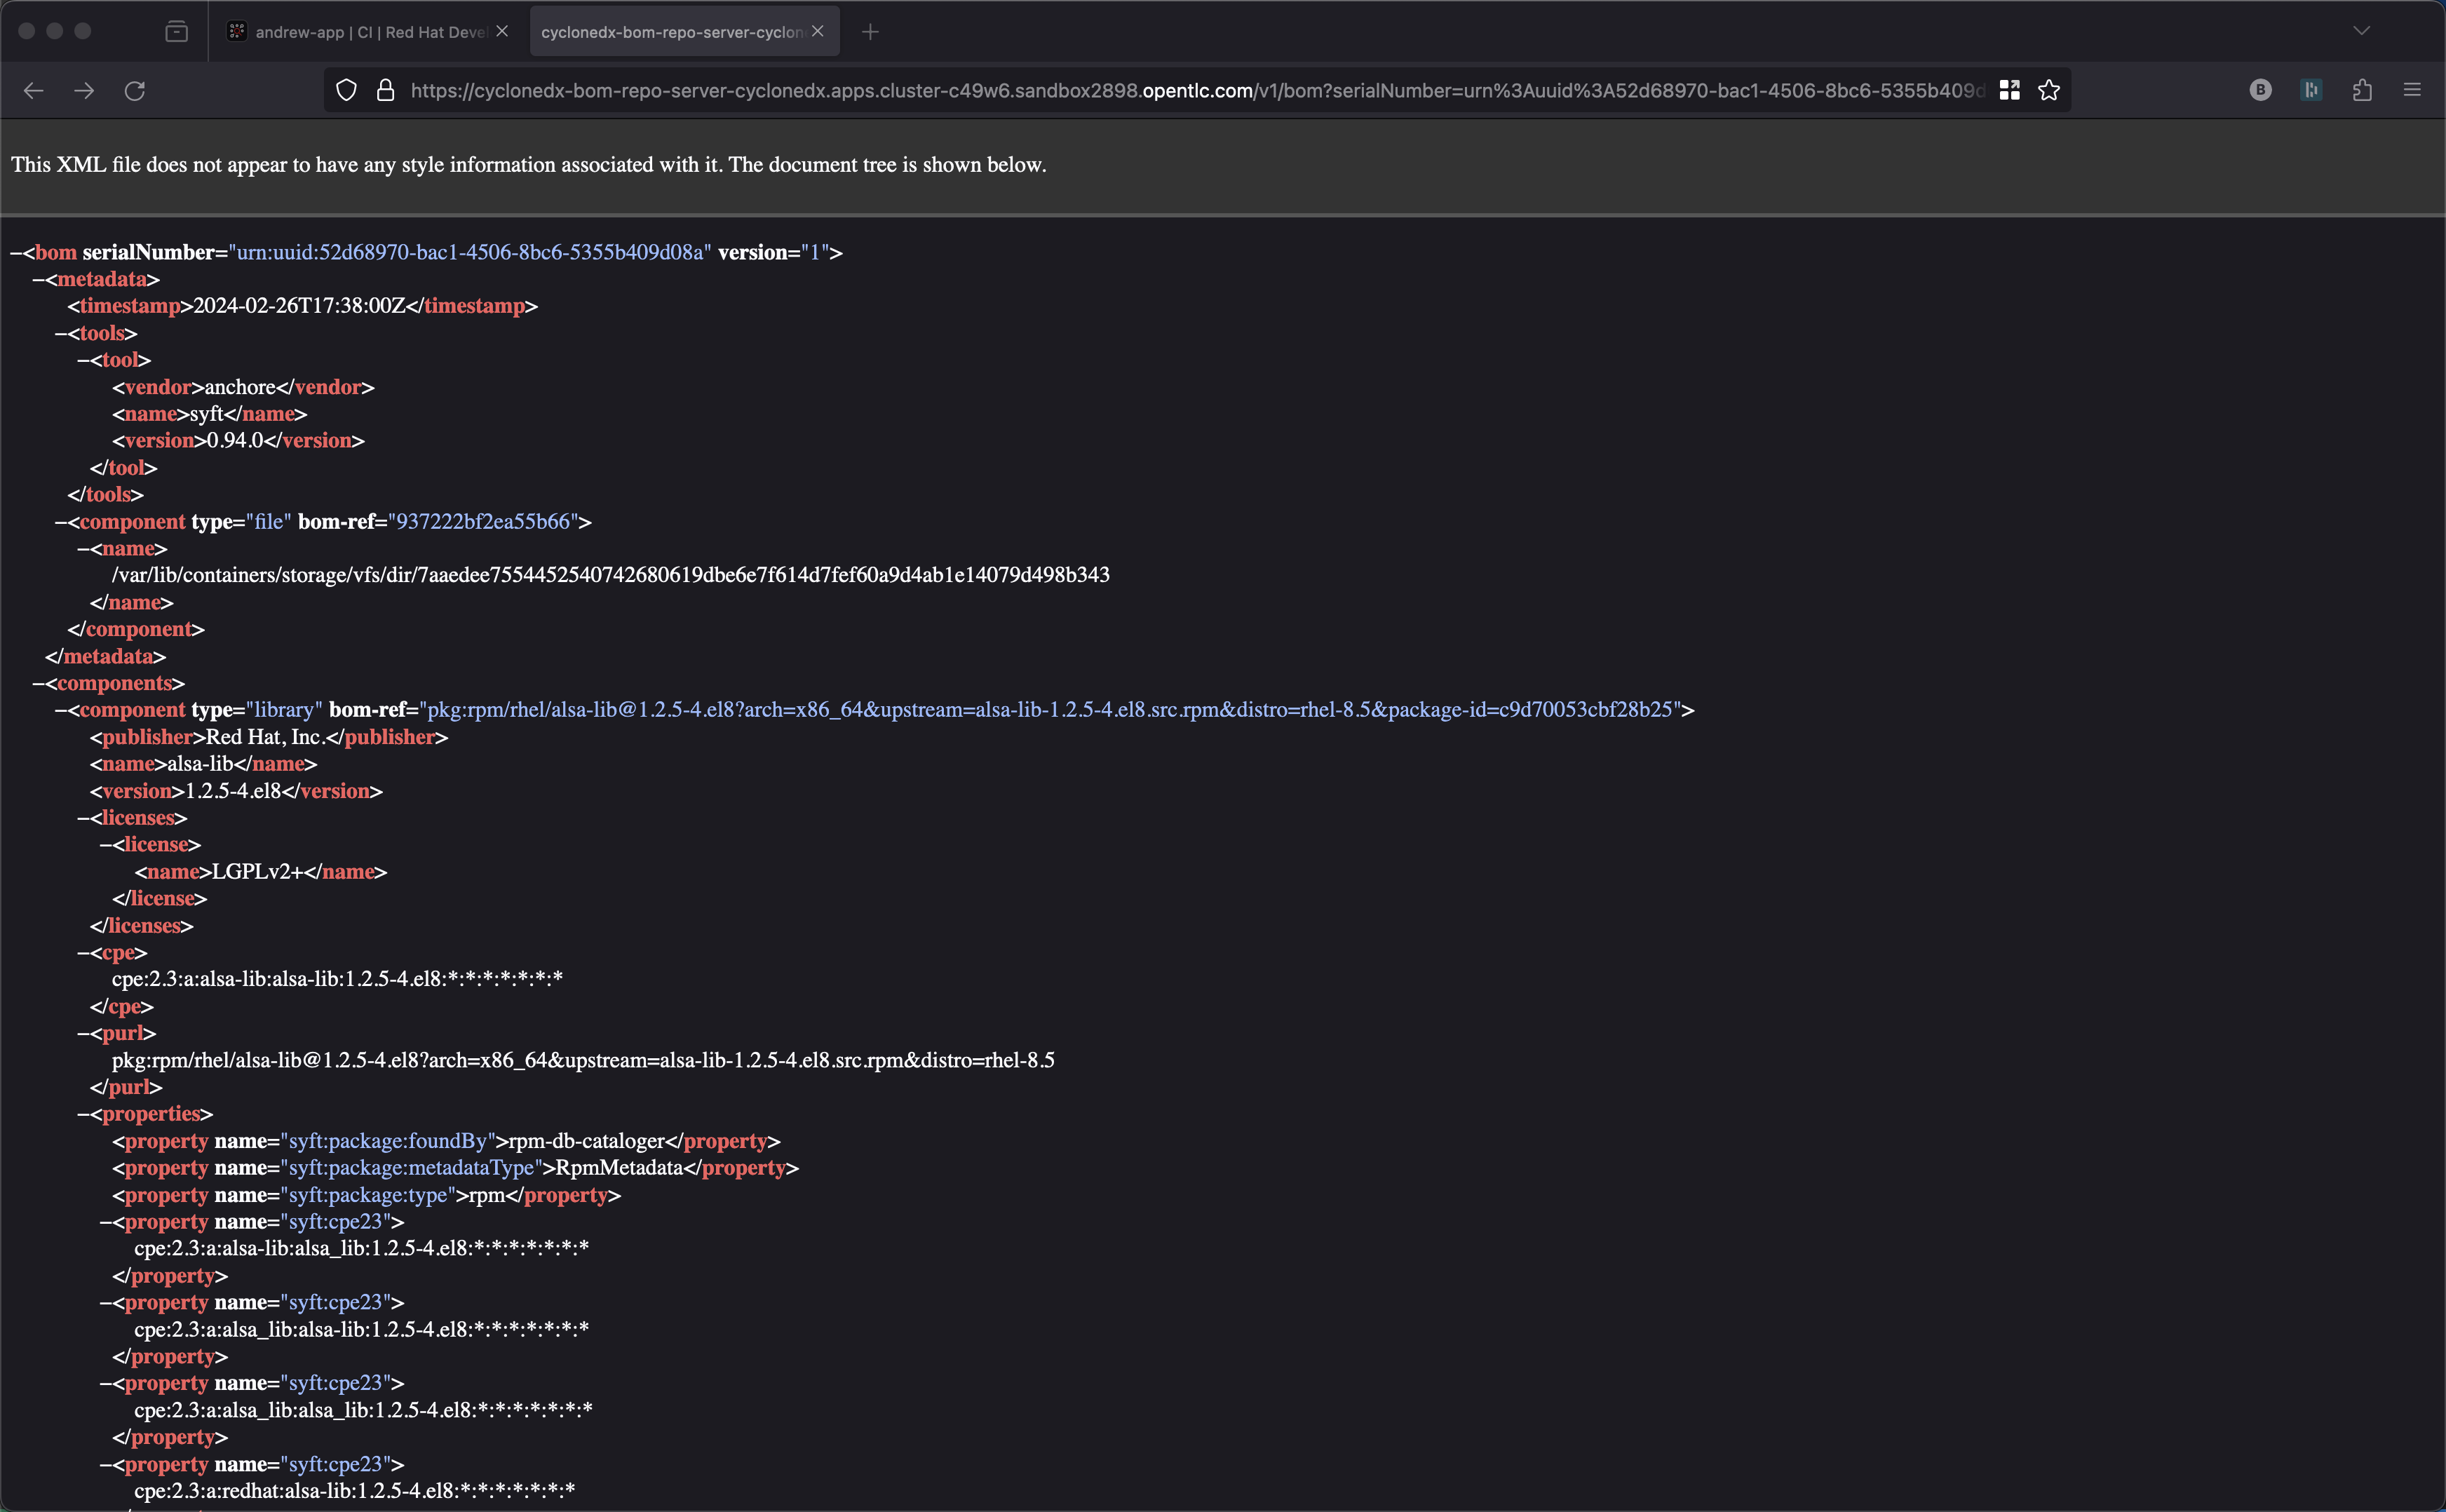 andrew-app | CI | Red Hat Deve
cyclonedx-bom-repo-server-cyclon
https://cyclonedx-bom-repo-server-cyclonedx.apps.cluster-c49w6.sandbox2898.opentlc.com/v1/bom?serialNumber=urn%3Auuid%3A52d68970-bac1-4506-8bc6-5355b409d
B
This XML file does not appear to have any style information associated with it. The document tree is shown below.
–<bom serialNumber="urn:uuid:52d68970-bac1-4506-8bc6-5355b409d08a" version="1">
–<metadata>
<timestamp>2024-02-26T17:38:00Z</timestamp>
–<tools>
–<tool>
<vendor>anchore</vendor>
<name>syft</name>
<version>0.94.0</version>
</tool>
</tools>
–<component type="file" bom-ref="937222bf2ea55b66">
–<name>
/var/lib/containers/storage/vfs/dir/7aaedee7554452540742680619dbe6e7f614d7fef60a9d4ab1e14079d498b343
</name>
</component>
</metadata>
–<components>
–<component type="library" bom-ref="pkg:rpm/rhel/alsa-lib@1.2.5-4.el8?arch=x86_64&upstream=alsa-lib-1.2.5-4.el8.src.rpm&distro=rhel-8.5&package-id=c9d70053cbf28b25">
<publisher>Red Hat, Inc.</publisher>
<name>alsa-lib</name>
<version>1.2.5-4.el8</version>
–<licenses>
–<license>
<name>LGPLv2+</name>
</license>
</licenses>
–<cpe>
cpe:2.3:a:alsa-lib:alsa-lib:1.2.5-4.el8:*:*:*:*:*:*:*
</cpe>
–<purl>
pkg:rpm/rhel/alsa-lib@1.2.5-4.el8?arch=x86_64&upstream=alsa-lib-1.2.5-4.el8.src.rpm&distro=rhel-8.5
</purl>
–<properties>
<property name="syft:package:foundBy">rpm-db-cataloger</property>
<property name="syft:package:metadataType">RpmMetadata</property>
<property name="syft:package:type">rpm</property>
–<property name="syft:cpe23">
cpe:2.3:a:alsa-lib:alsa_lib:1.2.5-4.el8:*:*:*:*:*:*:*
</property>
–<property name="syft:cpe23">
cpe:2.3:a:alsa_lib:alsa-lib:1.2.5-4.el8:*:*:*:*:*:*:*
</property>
–<property name="syft:cpe23">
cpe:2.3:a:alsa_lib:alsa_lib:1.2.5-4.el8:*:*:*:*:*:*:*
</property>
–<property name="syft:cpe23">
cpe:2.3:a:redhat:alsa-lib:1.2.5-4.el8:*:*:*:*:*:*:*